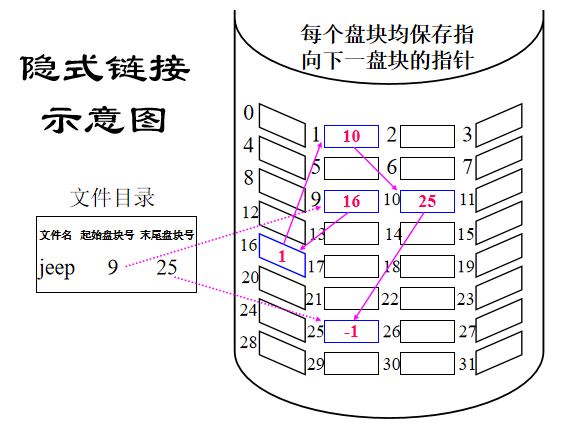 隐式链接
示意图
每个盘块均保存指
向下一盘块的指针
文件目录
文件名 起始盘块号 末尾盘块号
jeep 9 25
0
1 10 2 3
4
5 6 7
8
9 16 10 25 11
12
13 14 15
16
1
17 18 19
20
21 22 23
24
25 -1 26 27
28
29 30 31